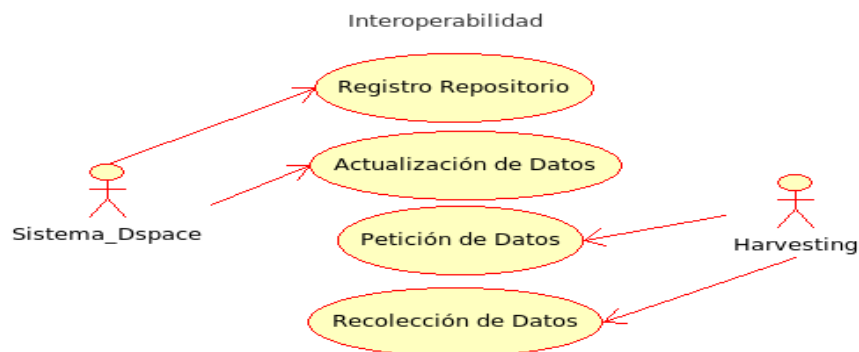 Interoperabilidad
Registro Repositorio
Actualización de Datos
Sistema_Dspace
Petición de Datos
Harvesting
Recolección de Datos